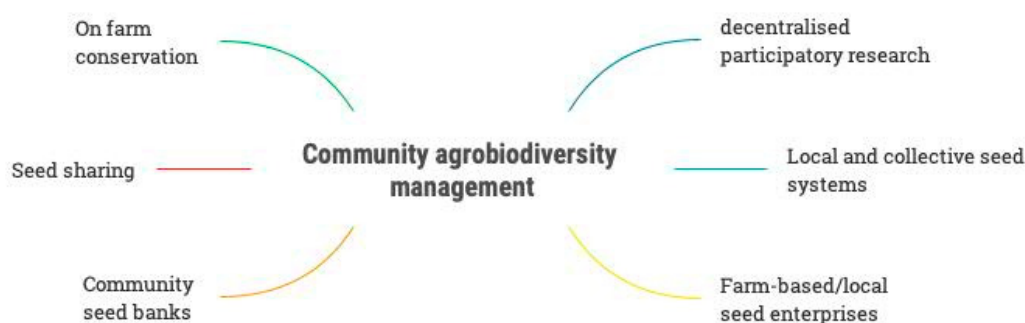 On farm
conservation
decentralised
participatory research
Seed sharing
Community agrobiodiversity
management
Local and collective seed
systems
Community
seed banks
Farm-based/local
seed enterprises